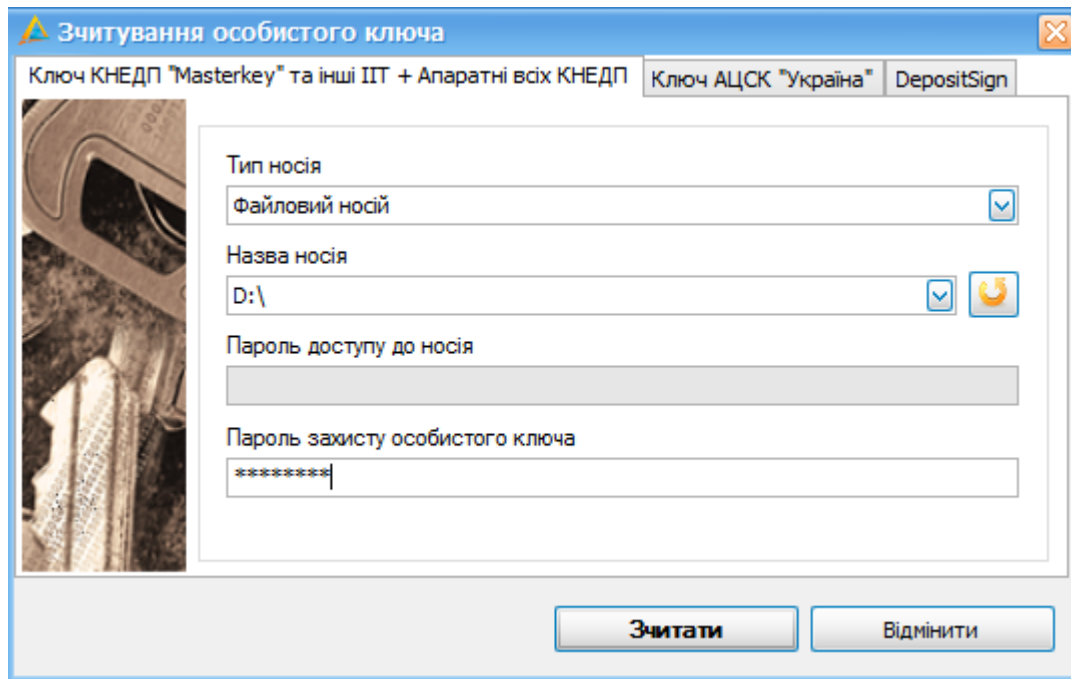 Зчитування особистого ключа
Ключ КНЕДП "Masterkey" та інші ІІТ + Апаратні всіх КНЕДП
Ключ АЦСК "Україна"
DepositSign
Тип носія
Файловий носій
Назва носія
D:\
Пароль доступу до носія
Пароль захисту особистого ключа
********
Зчитати
Відмінити